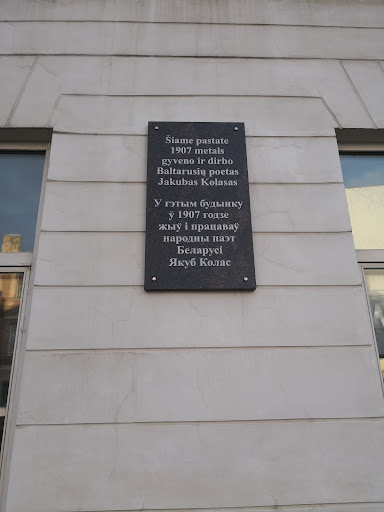 Šiame pastate
1907 metais
gyveno ir dirbo
Baltarusių poetas
Jakubas Kolasas
У гэтым будынку
ў 1907 годзе
жыў і працаваў
народны паэт
Беларусі
Якуб Колас